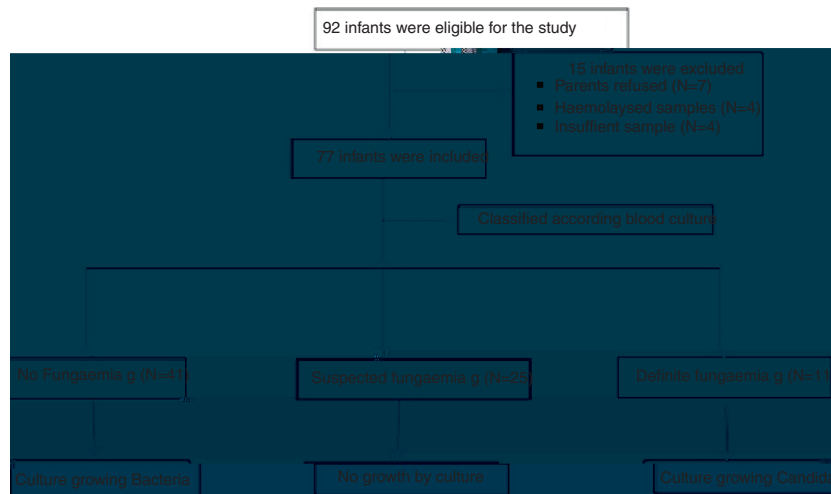 92 infants were eligible for the study
15 infants were excluded
▪ Parents refused (N=7)
▪ Haemolaysed samples (N=4)
▪ Insuffient sample (N=4)
77 infants were included
Classified according blood culture
No Fungaemia g (N=41)
Suspected fungaemia g (N=25)
Definite fungaemia g (N=11
Culture growing Bacteria
No growth by culture
Culture growing Candid